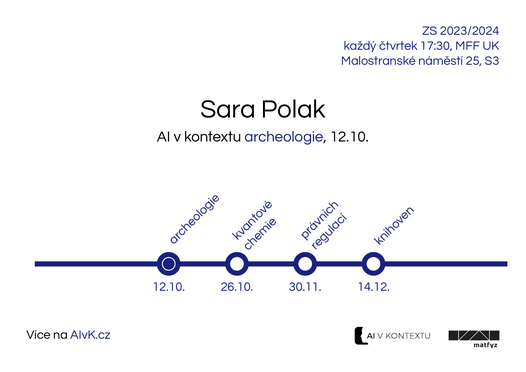 ZS 2023/2024
každý čtvrtek 17:30, MFF UK
Malostranské náměstí 25, S3
Sara Polak
AI v kontextu archeologie, 12.10.
archeologie
kvantové
chemie
právních
regulací
knihoven
12.10.
26.10.
30.11.
14.12.
Více na AIvK.cz
AI V KONTEXTU
matfyz